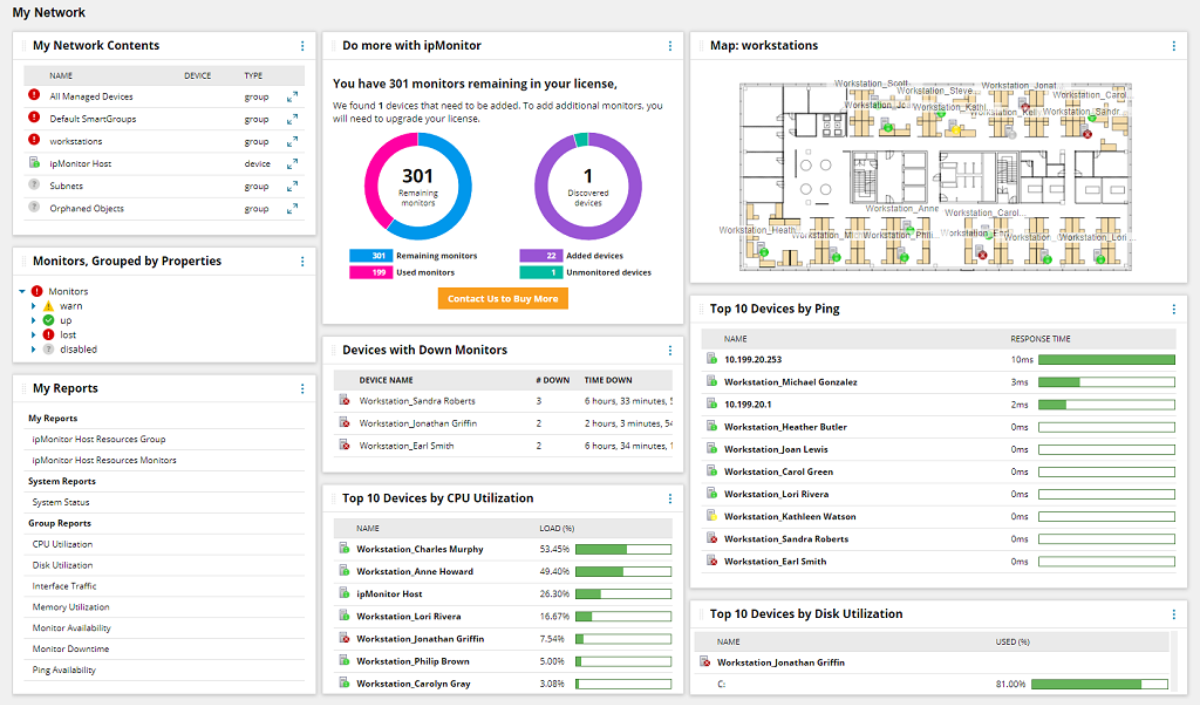 My Network
My Network Contents
NAME DEVICE TYPE
All Managed Devices group
Default SmartGroups group
workstations group
ipMonitor Host device
Subnets group
Orphaned Objects group
Monitors, Grouped by Properties
Monitors
warn
up
lost
disabled
My Reports
My Reports
ipMonitor Host Resources Group
ipMonitor Host Resources Monitors
System Reports
System Status
Group Reports
CPU Utilization
Disk Utilization
Interface Traffic
Memory Utilization
Monitor Availability
Monitor Downtime
Ping Availability
Do more with ipMonitor
You have 301 monitors remaining in your license,
We found 1 devices that need to be added. To add additional monitors, you
will need to upgrade your license.
301
Remaining
monitors
1
Discovered
devices
301 Remaining monitors
199 Used monitors
22 Added devices
1 Unmonitored devices
Contact Us to Buy More
Devices with Down Monitors
DEVICE NAME # DOWN TIME DOWN
Workstation_Sandra Roberts 3 6 hours, 33 minutes,
Workstation_Jonathan Griffin 2 2 hours, 3 minutes, 54
Workstation_Earl Smith 2 6 hours, 34 minutes,
Top 10 Devices by CPU Utilization
NAME LOAD (%)
Workstation_Charles Murphy 53.45%
Workstation_Anne Howard 49.40%
ipMonitor Host 26.30%
Workstation_Lori Rivera 16.67%
Workstation_Jonathan Griffin 7.54%
Workstation_Philip Brown 5.00%
Workstation_Carolyn Gray 3.08%
Map: workstations
Workstation_Scott
Workstation_Steve...
Workstation_Jonat
Workstation_Carol...
Workstation_Kath
Workstation_Anne
Workstation_Carol...
Workstation_Heath
Workstation_Phili
Workstation_Lori ...
Top 10 Devices by Ping
NAME RESPONSE TIME
10.199.20.253 10ms
Workstation_Michael Gonzalez 3ms
10.199.20.1 2ms
Workstation_Heather Butler 0ms
Workstation_Joan Lewis 0ms
Workstation_Carol Green 0ms
Workstation_Lori Rivera 0ms
Workstation_Kathleen Watson 0ms
Workstation_Sandra Roberts 0ms
Workstation_Earl Smith 0ms
Top 10 Devices by Disk Utilization
NAME USED (%)
Workstation_Jonathan Griffin
C: 81.00%